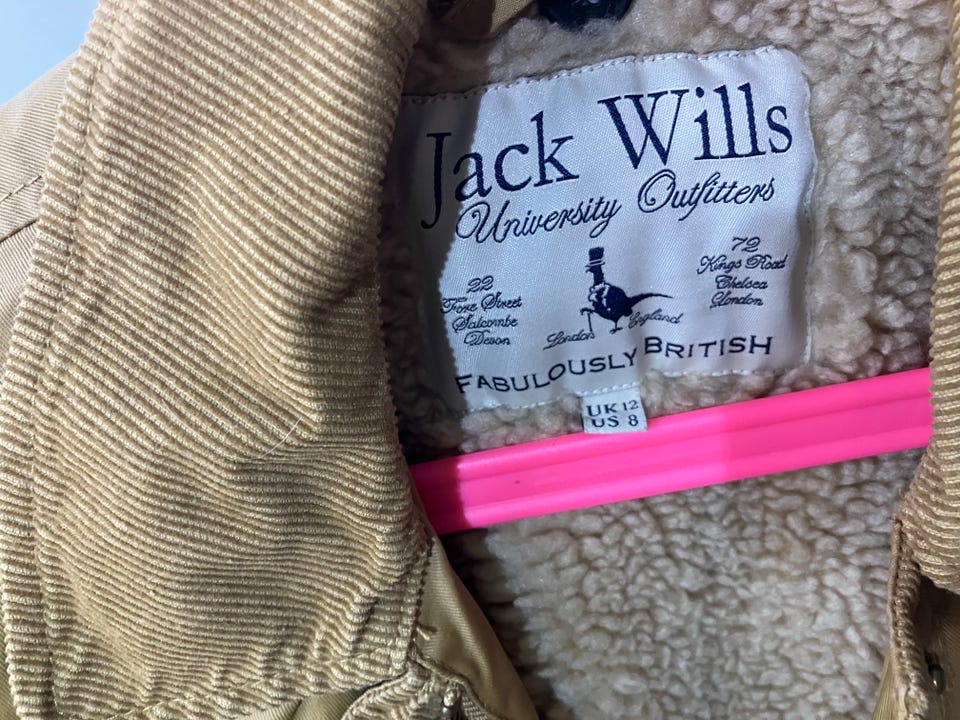 Jack Wills
University Outfitters
22
Fore Street
Salcombe
Devon
72
Kings Road
Chelsea
London
London England
FABULOUSLY BRITISH
UK 12
US 8